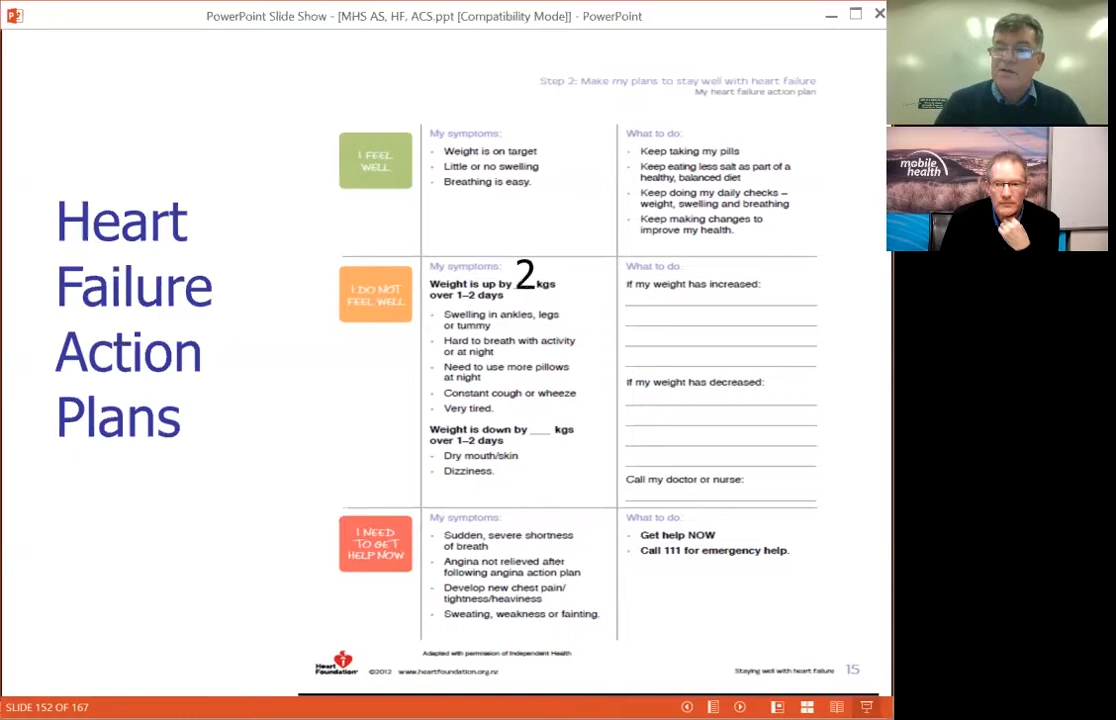 PowerPoint Slide Show - [MHS AS, HF, ACS.ppt [Compatibility Mode]] - PowerPoint
Step 2: Make my plans to stay well with heart failure
My heart failure action plan
Heart
Failure
Action
Plans
I FEEL
WELL
My symptoms:
- Weight is on target
- Little or no swelling
- Breathing is easy.
What to do:
- Keep taking my pills
- Keep eating less salt as part of a
healthy, balanced diet
- Keep doing my daily checks –
weight, swelling and breathing
- Keep making changes to
improve my health.
I DO NOT
FEEL WELL
My symptoms:
Weight is up by 2 kgs
over 1–2 days
- Swelling in ankles, legs
or tummy
- Hard to breath with activity
or at night
- Need to use more pillows
at night
- Constant cough or wheeze
- Very tired.
Weight is down by ___ kgs
over 1–2 days
- Dry mouth/skin
- Dizziness.
What to do:
If my weight has increased:
If my weight has decreased:
Call my doctor or nurse:
I NEED
TO GET
HELP NOW
My symptoms:
- Sudden, severe shortness
of breath
- Angina not relieved after
following angina action plan
- Develop new chest pain/
tightness/heaviness
- Sweating, weakness or fainting.
What to do:
- Get help NOW
- Call 111 for emergency help.
Adapted with permission of Independent Health
Heart
Foundation
©2012 www.heartfoundation.org.nz
Staying well with heart failure 15
SLIDE 152 OF 167
mobile
health